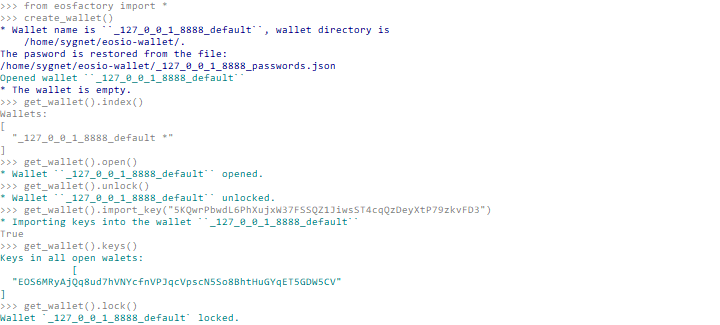 >>> from eosfactory import *
>>> create_wallet()
* Wallet name is ``_127_0_0_1_8888_default``, wallet directory is
    /home/sygnet/eosio-wallet/.
The pasword is restored from the file:
/home/sygnet/eosio-wallet/_127_0_0_1_8888_passwords.json
Opened wallet ``_127_0_0_1_8888_default``
* The wallet is empty.
>>> get_wallet().index()
Wallets:
[
  "_127_0_0_1_8888_default *"
]
>>> get_wallet().open()
* Wallet ``_127_0_0_1_8888_default`` opened.
>>> get_wallet().unlock()
* Wallet ``_127_0_0_1_8888_default`` unlocked.
>>> get_wallet().import_key("5KQwrPbwdL6PhXujxW37FSSQZ1JiwsST4cqQzDeyXtP79zkvFD3")
* Importing keys into the wallet ``_127_0_0_1_8888_default``
True
>>> get_wallet().keys()
Keys in all open walets:
            [
  "EOS6MRyAjQq8ud7hVNYcfnVPJqcVpscN5So8BhtHuGYqET5GDW5CV"
]
>>> get_wallet().lock()
Wallet `_127_0_0_1_8888_default` locked.